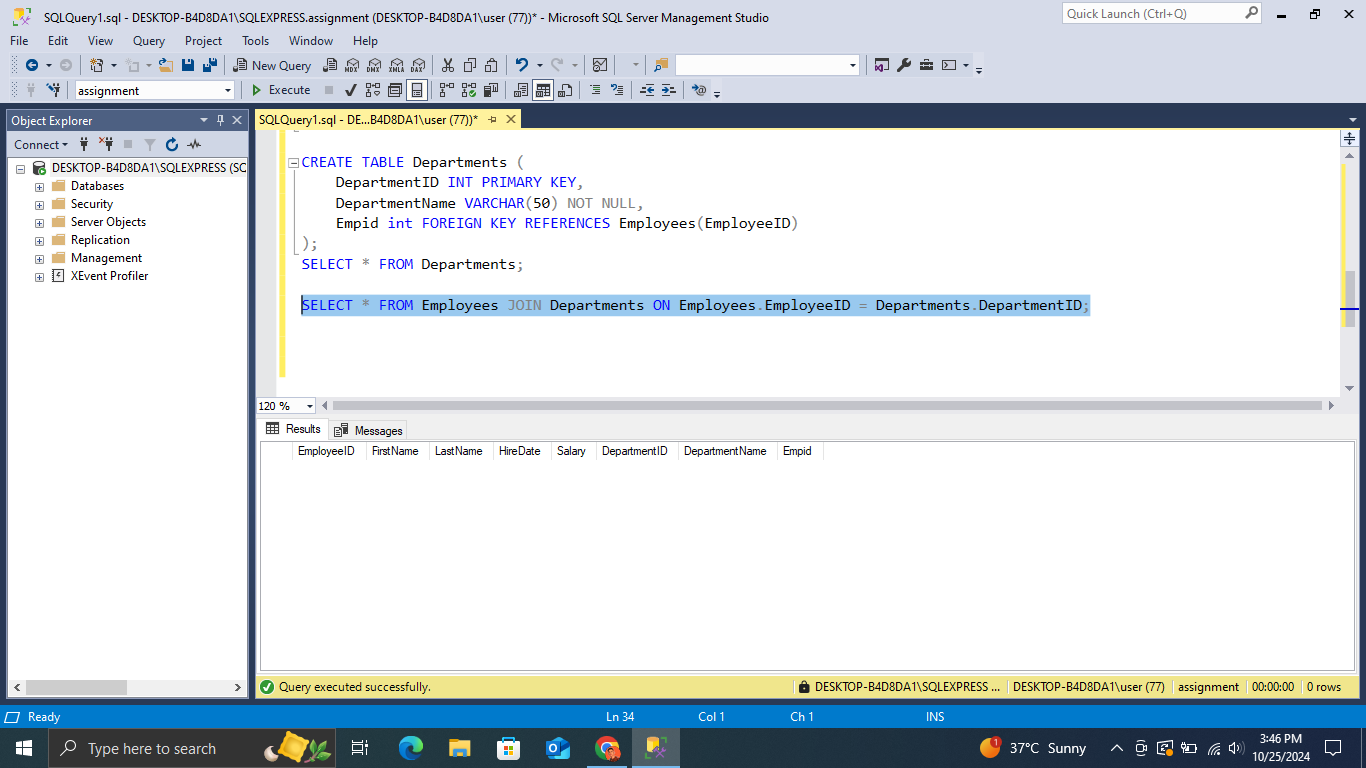 SQLQuery1.sql - DESKTOP-B4D8DA1\SQLEXPRESS.assignment (DESKTOP-B4D8DA1\user (77))* - Microsoft SQL Server Management Studio
Quick Launch (Ctrl+Q)
File Edit View Query Project Tools Window Help
New Query MDX DMX XMLA DAX
assignment Execute
Object Explorer
SQLQuery1.sql - DE...B4D8DA1\user (77))*
Connect
DESKTOP-B4D8DA1\SQLEXPRESS (SQ
Databases
Security
Server Objects
Replication
Management
XEvent Profiler
CREATE TABLE Departments (
DepartmentID INT PRIMARY KEY,
DepartmentName VARCHAR(50) NOT NULL,
Empid int FOREIGN KEY REFERENCES Employees(EmployeeID)
);
SELECT * FROM Departments;
SELECT * FROM Employees JOIN Departments ON Employees.EmployeeID = Departments.DepartmentID;
120 %
Results Messages
EmployeeID FirstName LastName HireDate Salary DepartmentID DepartmentName Empid
Query executed successfully. DESKTOP-B4D8DA1\SQLEXPRESS ... DESKTOP-B4D8DA1\user (77) assignment 00:00:00 0 rows
Ready Ln 34 Col 1 Ch 1 INS
Type here to search
1 37°C Sunny
3:46 PM
10/25/2024